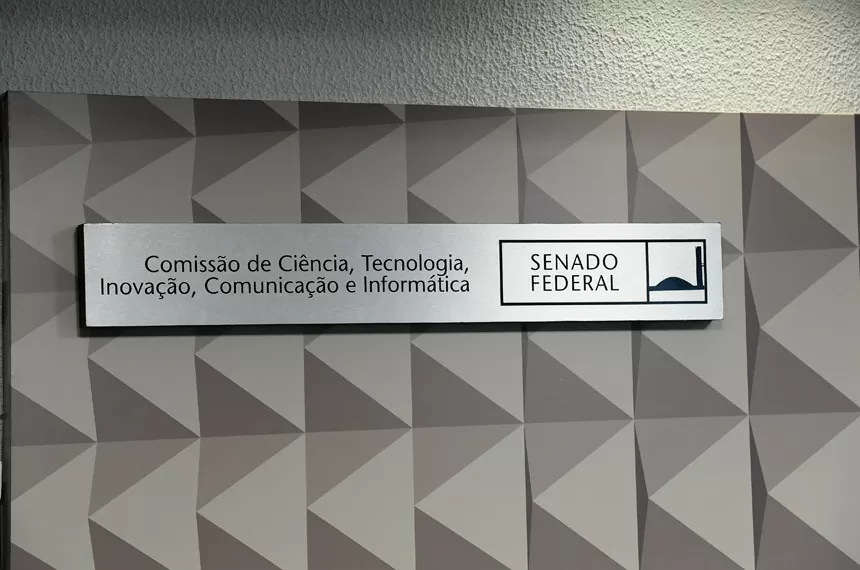 Comissão de Ciência, Tecnologia,
Inovação, Comunicação e Informática
SENADO
FEDERAL